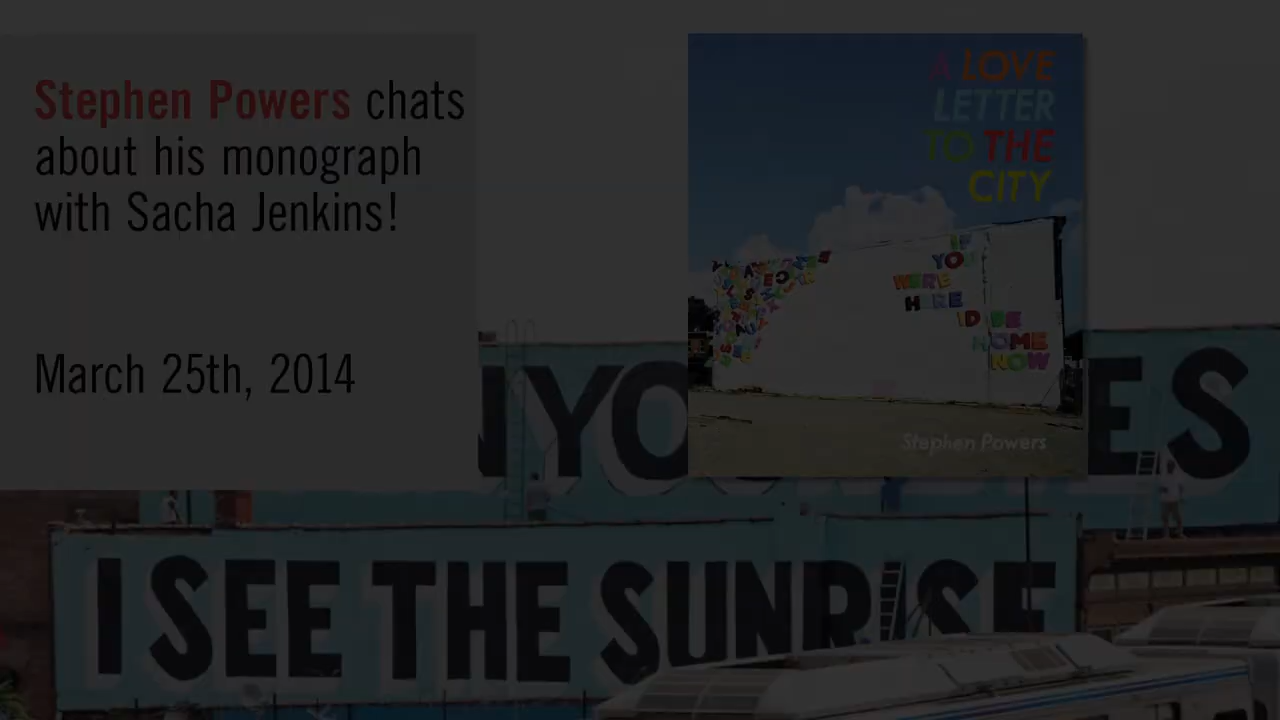 Stephen Powers chats
about his monograph
with Sacha Jenkins!
March 25th, 2014
A LOVE
LETTER
TO THE
CITY
IF
YOU
WERE
HERE
ID BE
HOME
NOW
Stephen Powers
I SEE THE SUNRISE